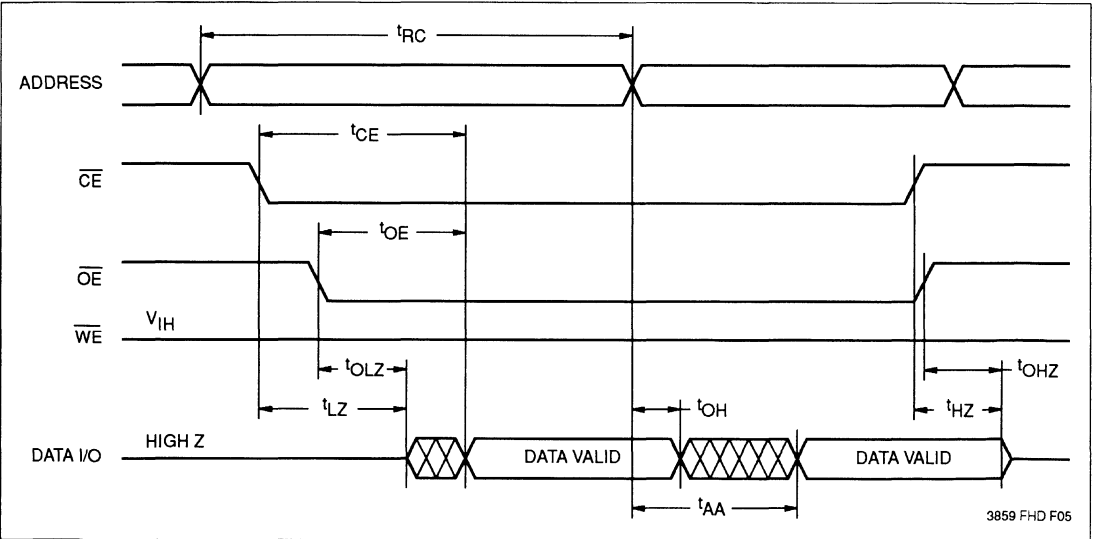 tRC
ADDRESS
tCE
CE
tOE
OE
VIH
WE
tOLZ
tOHZ
tLZ
tOH
tHZ
HIGH Z
DATA I/O
DATA VALID
DATA VALID
tAA
3859 FHD F05